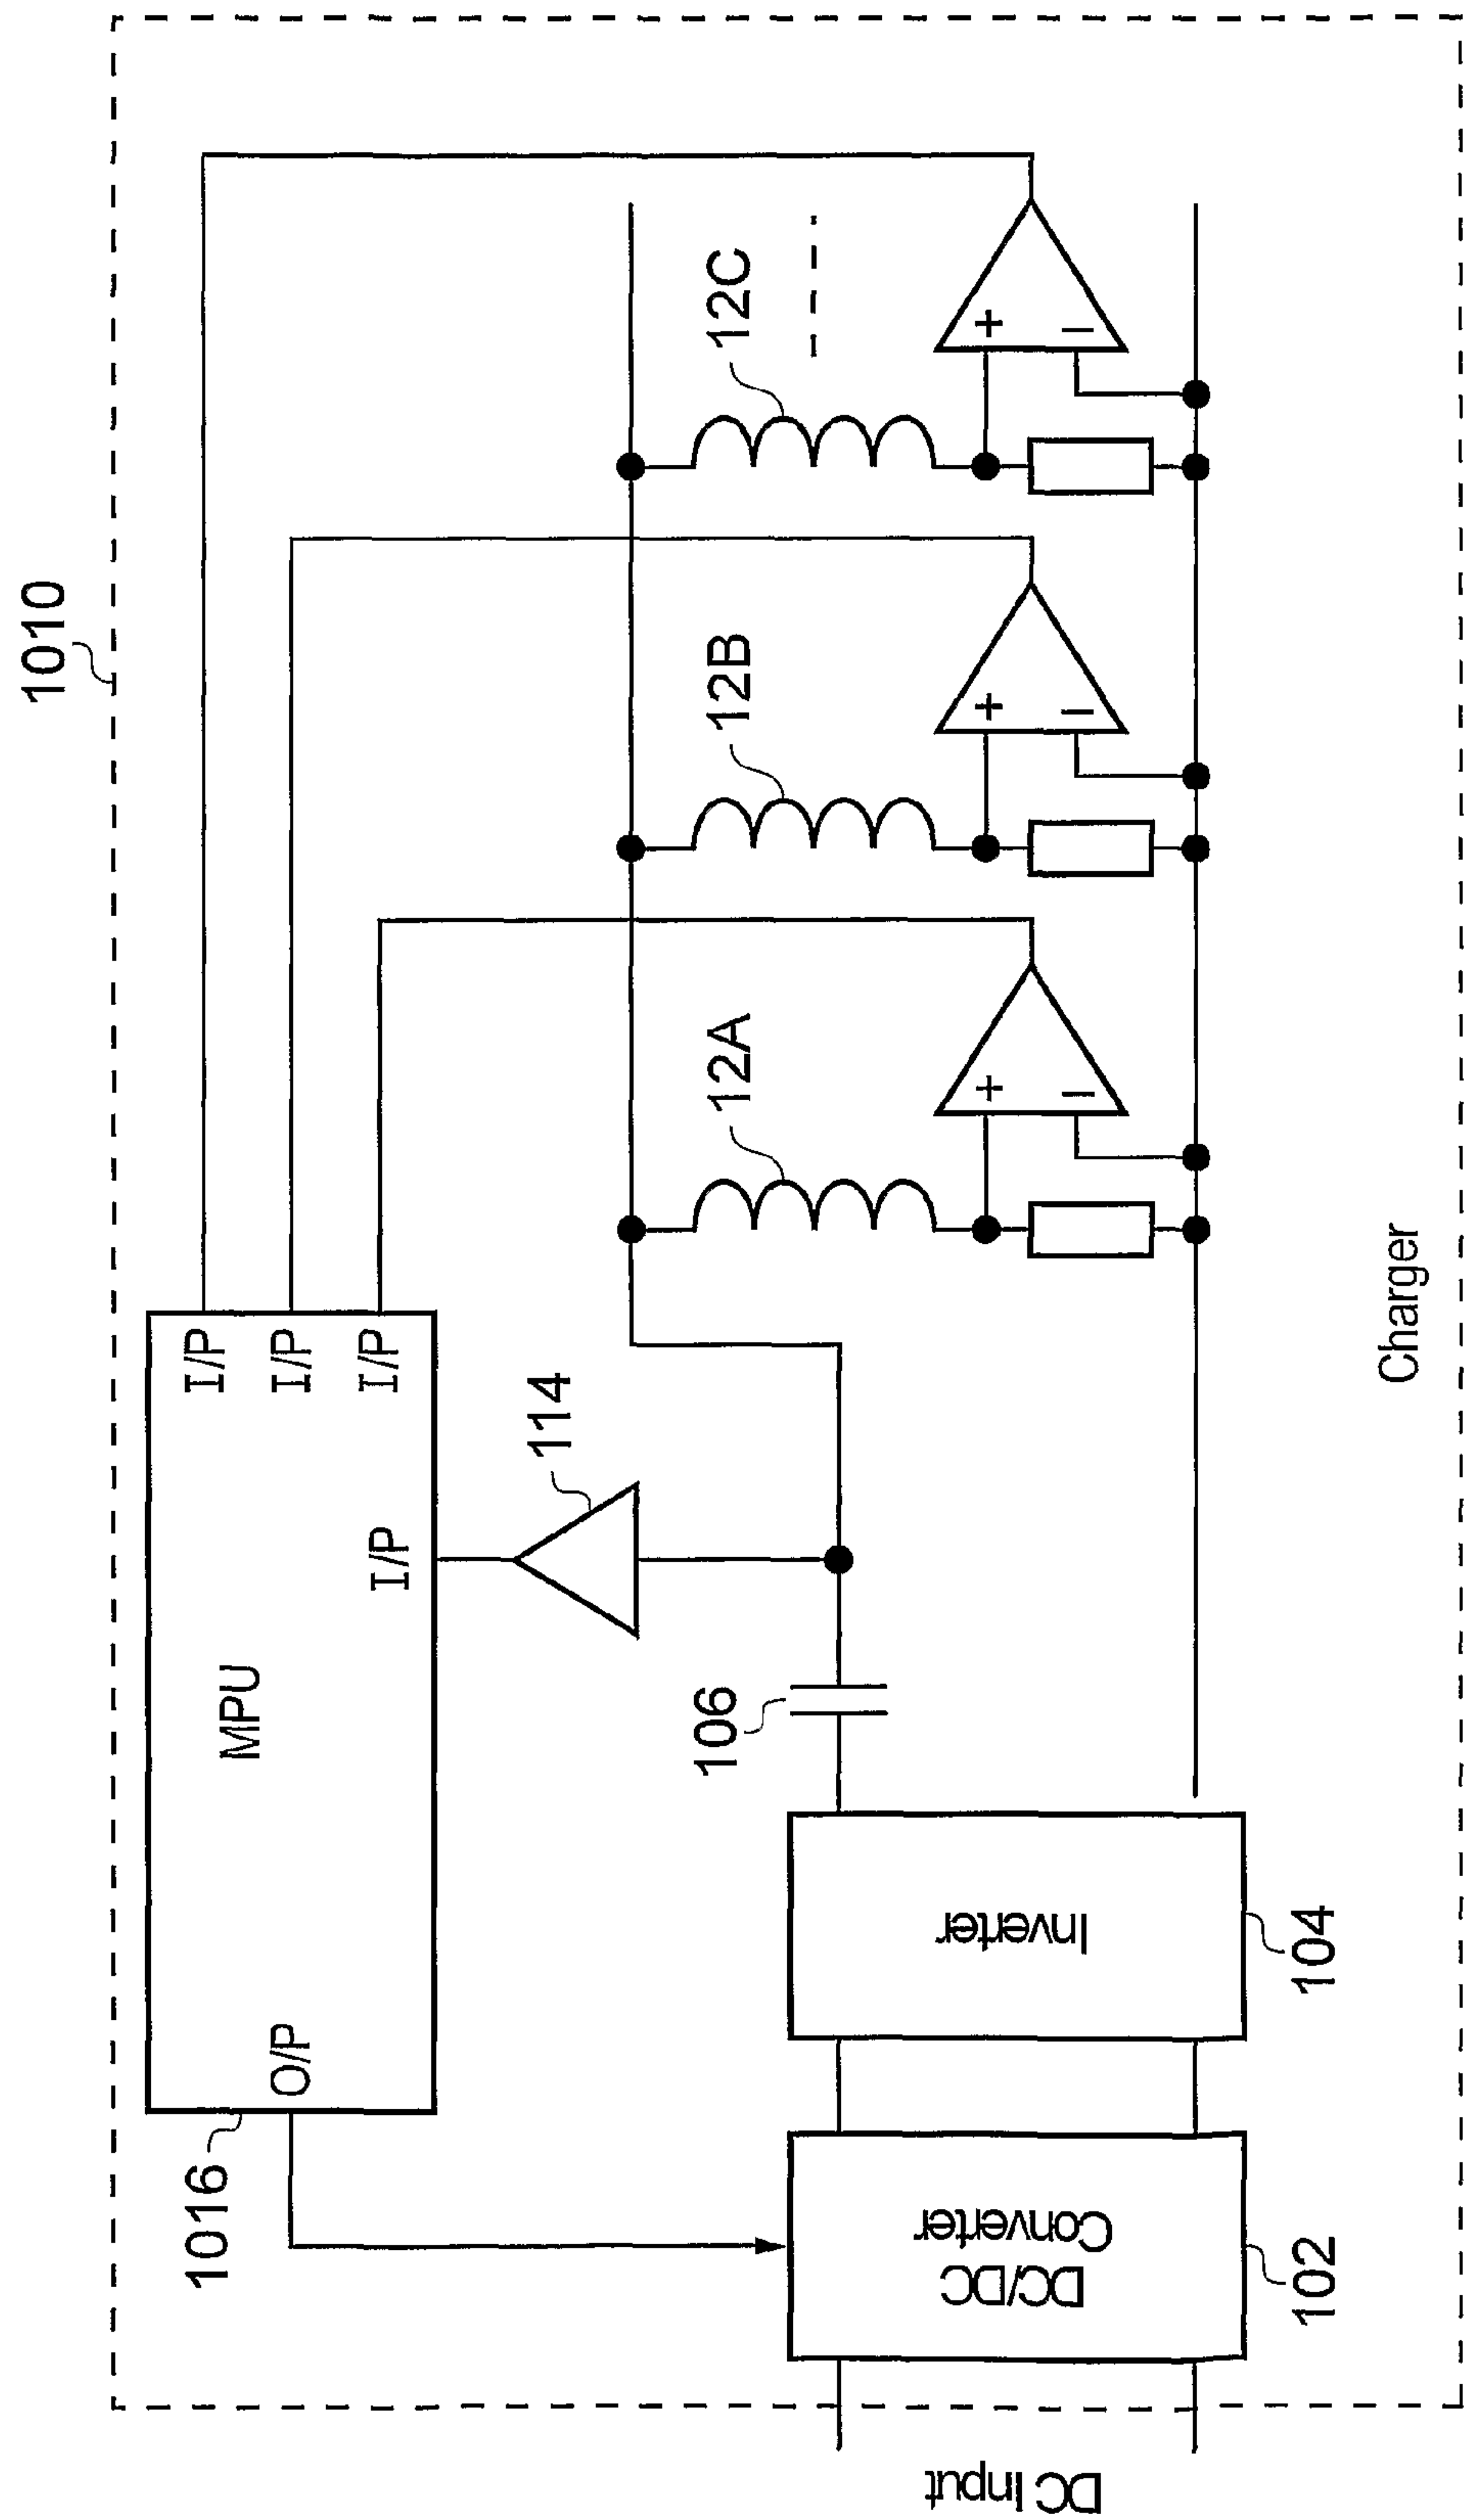 1010
1016
O/P
MPU
I/P
I/P
I/P
I/P
114
106
12A
12B
12C
+
−
+
−
+
−
DC Input
DC/DC
Converter
102
Inverter
104
Charger